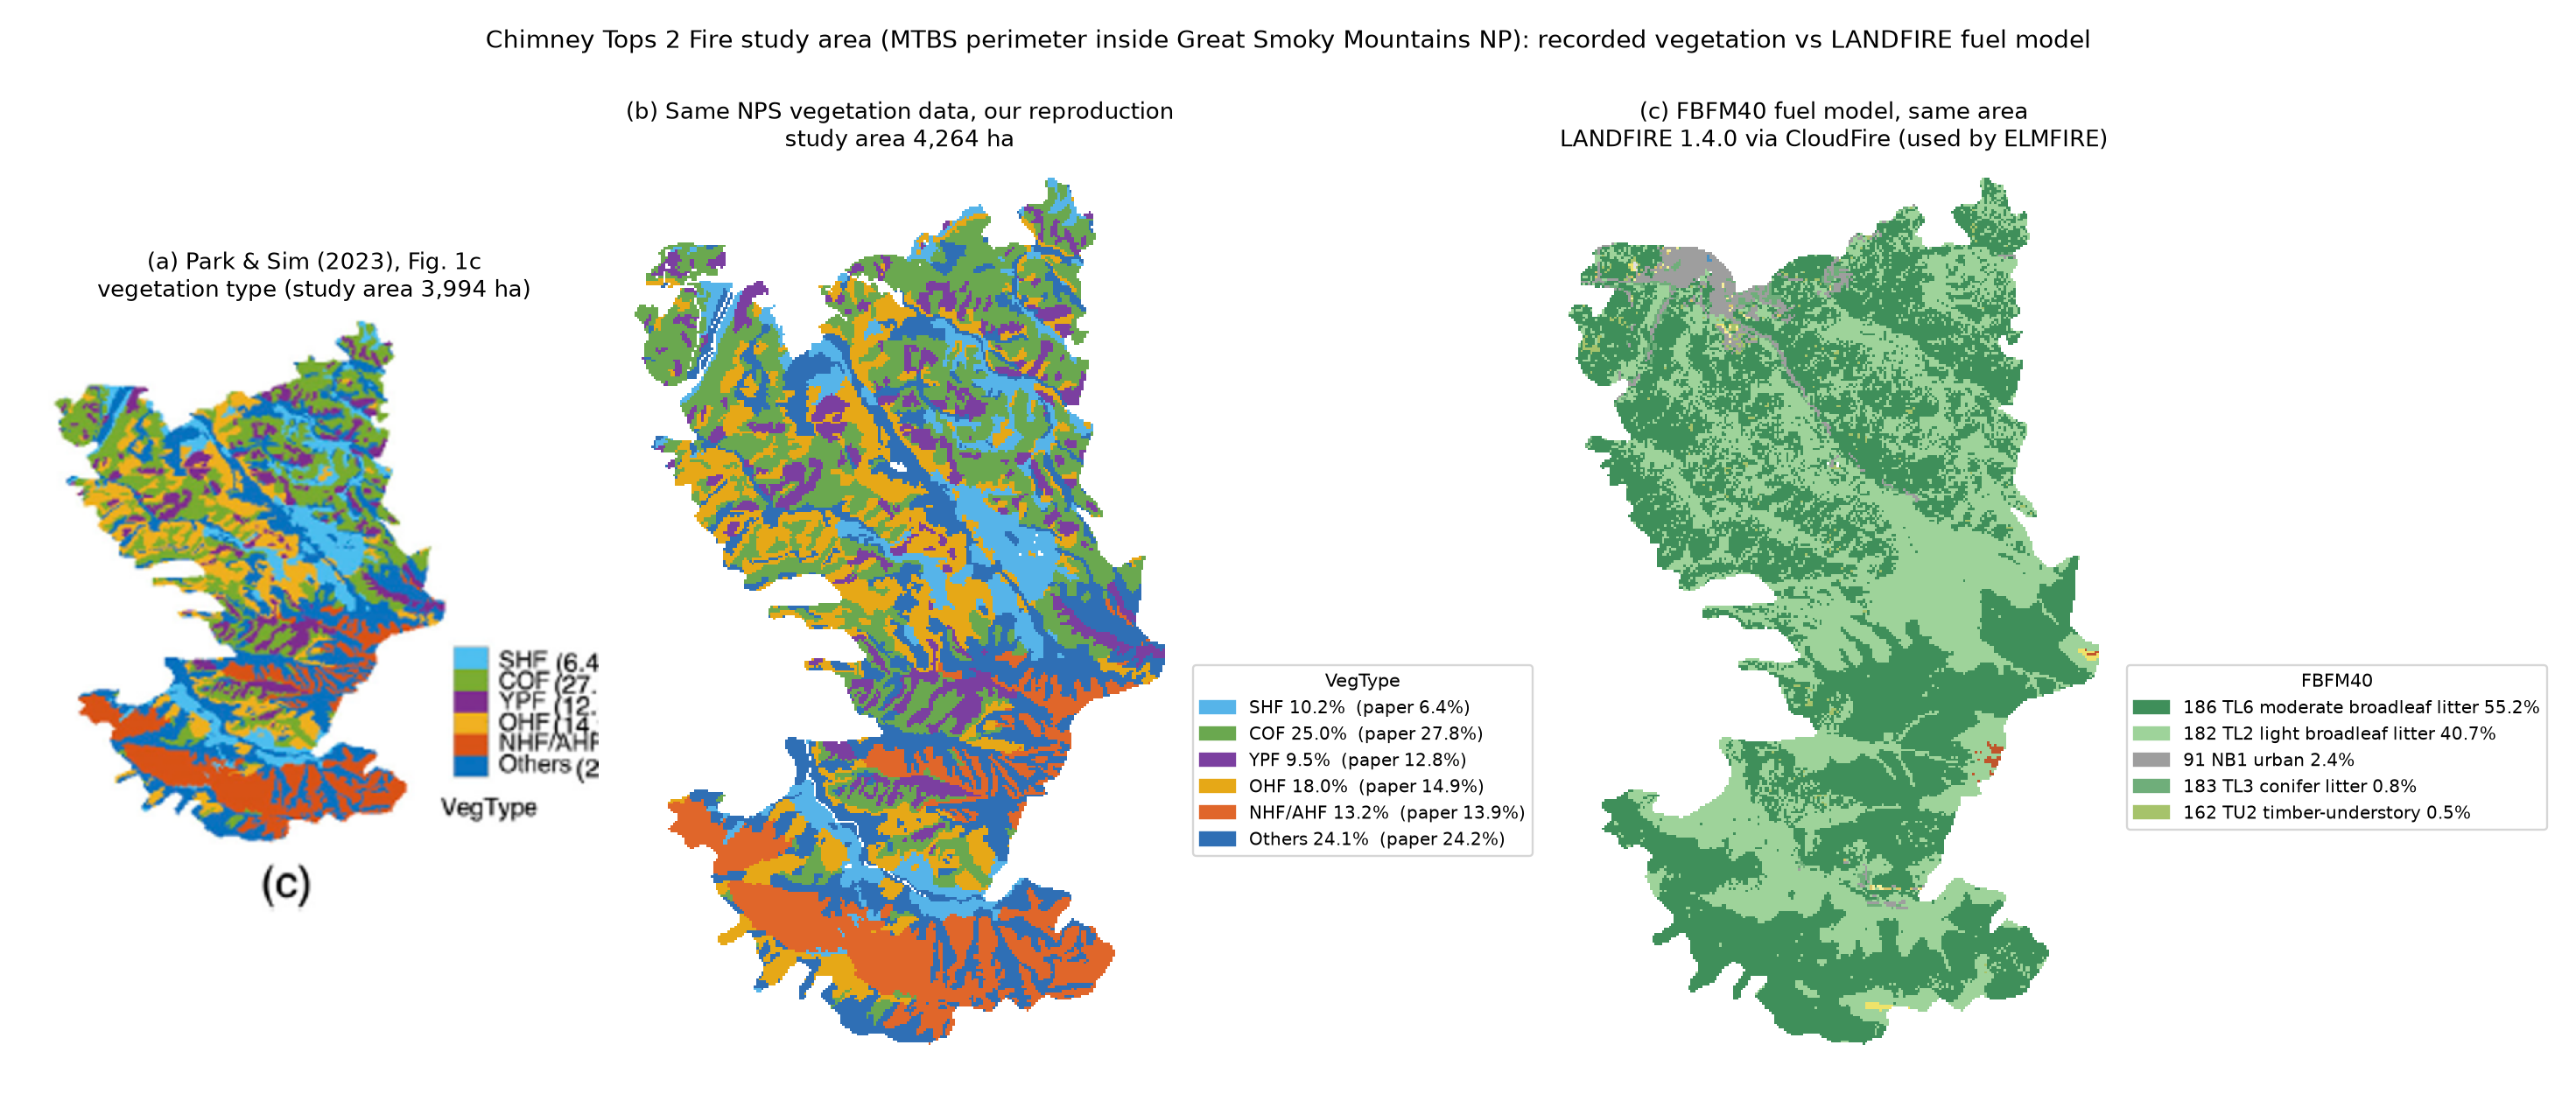 Chimney Tops 2 Fire study area (MTBS perimeter inside Great Smoky Mountains NP): recorded vegetation vs LANDFIRE fuel model
(a) Park & Sim (2023), Fig. 1c
vegetation type (study area 3,994 ha)
SHF (6.4
COF (27.
YPF (12.
OHF (14.
NHF/AHF
Others (2
VegType
(c)
(b) Same NPS vegetation data, our reproduction
study area 4,264 ha
VegType
SHF 10.2% (paper 6.4%)
COF 25.0% (paper 27.8%)
YPF 9.5% (paper 12.8%)
OHF 18.0% (paper 14.9%)
NHF/AHF 13.2% (paper 13.9%)
Others 24.1% (paper 24.2%)
(c) FBFM40 fuel model, same area
LANDFIRE 1.4.0 via CloudFire (used by ELMFIRE)
FBFM40
186 TL6 moderate broadleaf litter 55.2%
182 TL2 light broadleaf litter 40.7%
91 NB1 urban 2.4%
183 TL3 conifer litter 0.8%
162 TU2 timber-understory 0.5%